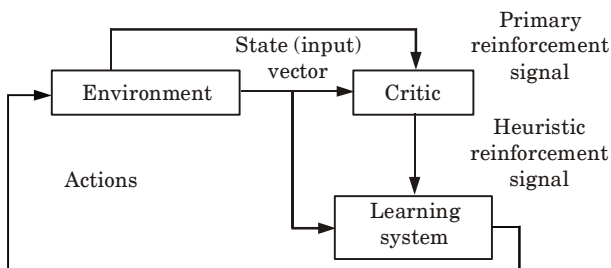 Primary
reinforcement
signal
State (input)
vector
Environment
Critic
Heuristic
reinforcement
signal
Actions
Learning
system